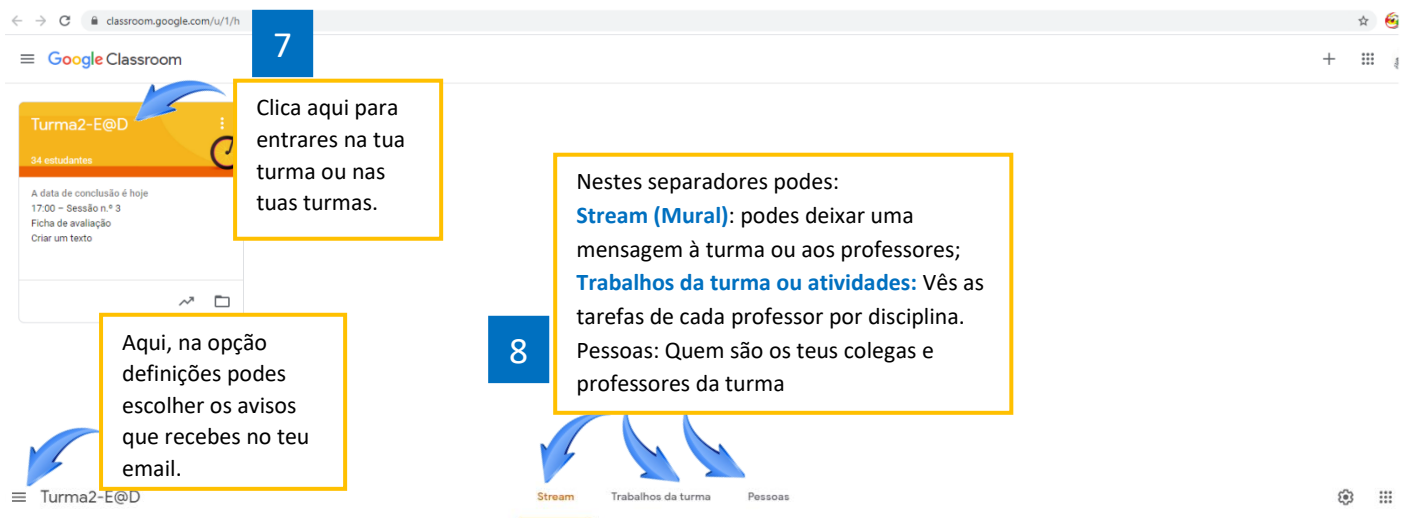 classroom.google.com/u/1/h
7
Google Classroom
Clica aqui para
entrares na tua
turma ou nas
tuas turmas.
Turma2-E@D
34 estudantes
A data de conclusão é hoje
17:00 – Sessão n.º 3
Ficha de avaliação
Criar um texto
Nestes separadores podes:
Stream (Mural): podes deixar uma
mensagem à turma ou aos professores;
Trabalhos da turma ou atividades: Vês as
tarefas de cada professor por disciplina.
Pessoas: Quem são os teus colegas e
professores da turma
8
Aqui, na opção
definições podes
escolher os avisos
que recebes no teu
email.
Turma2-E@D
Stream Trabalhos da turma Pessoas